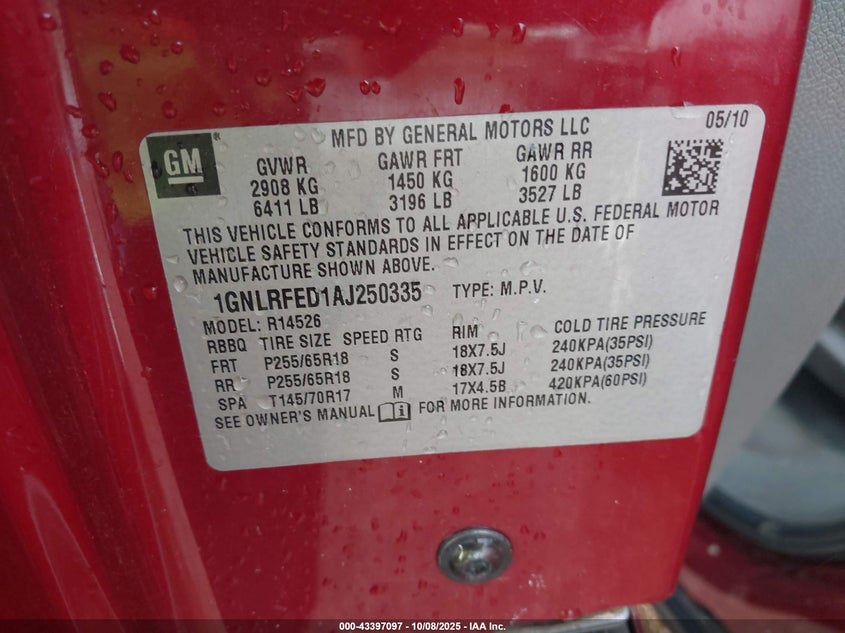 GM
MFD BY GENERAL MOTORS LLC 05/10
GVWR GAWR FRT GAWR RR
2908 KG 1450 KG 1600 KG
6411 LB 3196 LB 3527 LB
THIS VEHICLE CONFORMS TO ALL APPLICABLE U.S. FEDERAL MOTOR
VEHICLE SAFETY STANDARDS IN EFFECT ON THE DATE OF
MANUFACTURE SHOWN ABOVE.
1GNLRFED1AJ250335 TYPE: M.P.V.
MODEL: R14526
RBBQ TIRE SIZE SPEED RTG RIM COLD TIRE PRESSURE
FRT P255/65R18 S 18X7.5J 240KPA(35PSI)
RR P255/65R18 S 18X7.5J 240KPA(35PSI)
SPA T145/70R17 M 17X4.5B 420KPA(60PSI)
SEE OWNER'S MANUAL FOR MORE INFORMATION.
000-43397097 - 10/08/2025 - IAA Inc.